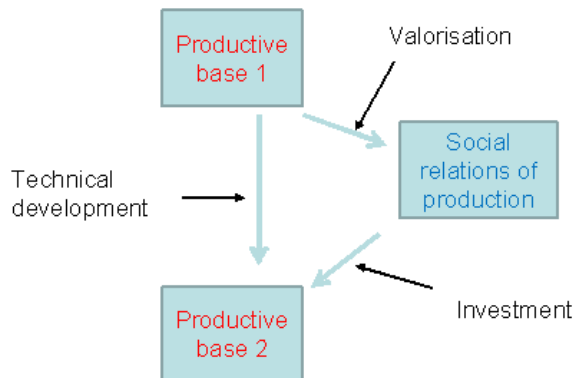 Productive
base 1
Valorisation
Social
relations of
production
Technical
development
Productive
base 2
Investment